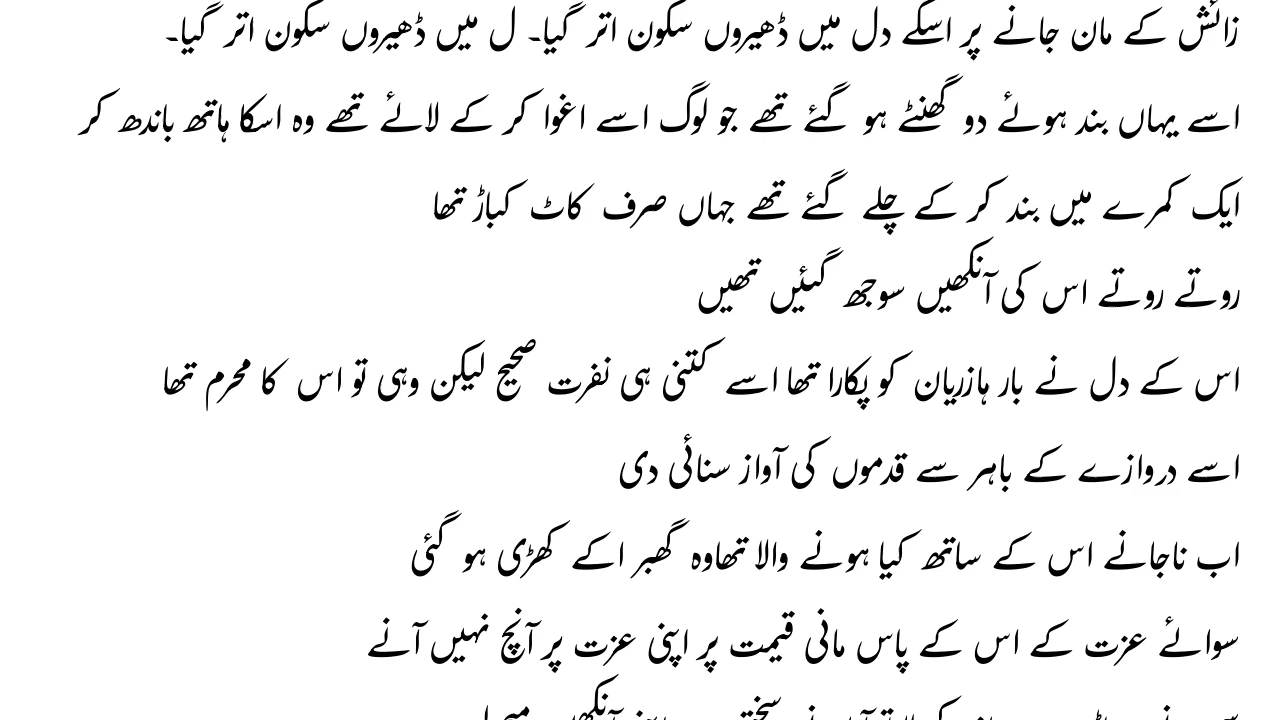 زائش کے مان جانے پر اسکے دل میں ڈھیروں سکون اتر گیا۔ ل میں ڈھیروں سکون اتر گیا۔
اسے یہاں بند ہوئے دو گھنٹے ہو گئے تھے جو لوگ اسے اغوا کر کے لائے تھے وہ اسکا ہاتھ باندھ کر
ایک کمرے میں بند کر کے چلے گئے تھے جہاں صرف کاٹ کباڑ تھا
روتے روتے اس کی آنکھیں سوجھ گئیں تھیں
اس کے دل نے بار ہازریان کو پکارا تھا اسے کتنی ہی نفرت صحیح لیکن وہی تو اس کا محرم تھا
اسے دروازے کے باہر سے قدموں کی آواز سنائی دی
اب ناجانے اس کے ساتھ کیا ہونے والا تھاوہ گھبر اکے کھڑی ہو گئی
سوائے عزت کے اس کے پاس مانی قیمت پر اپنی عزت پر آنچ نہیں آنے